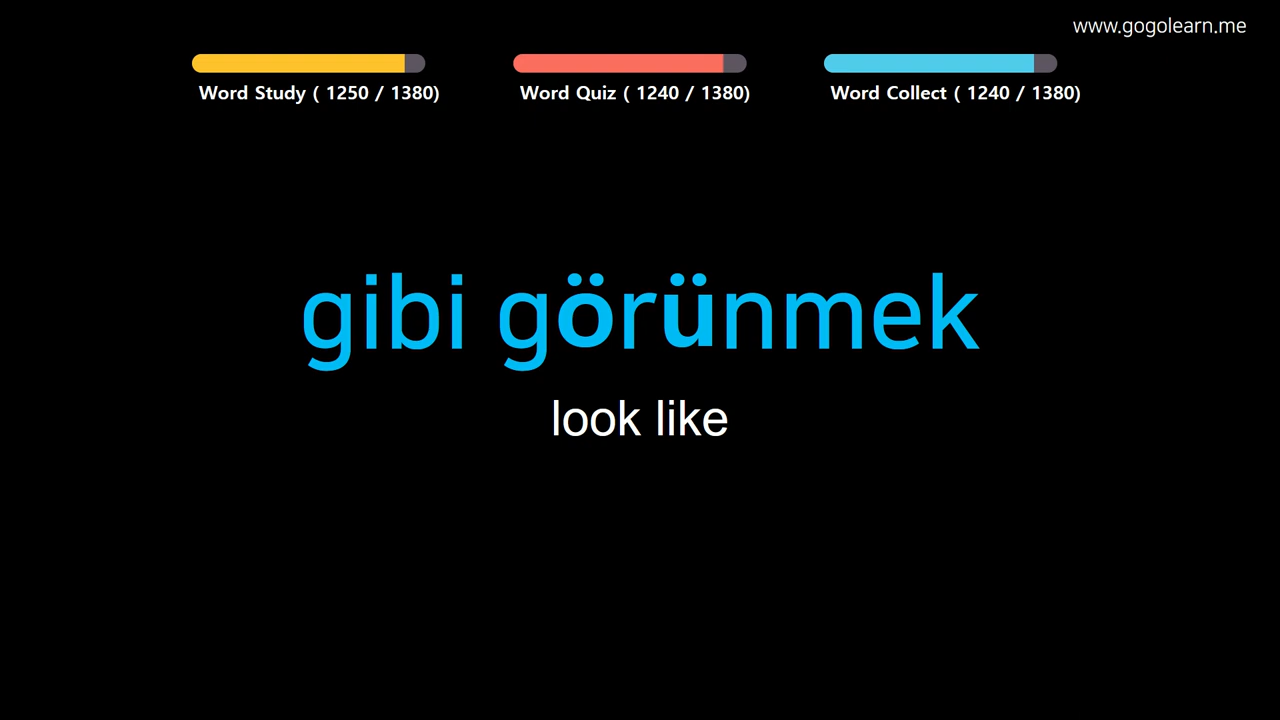 www.gogolearn.me
Word Study ( 1250 / 1380)
Word Quiz ( 1240 / 1380)
Word Collect ( 1240 / 1380)
gibi görünmek
look like